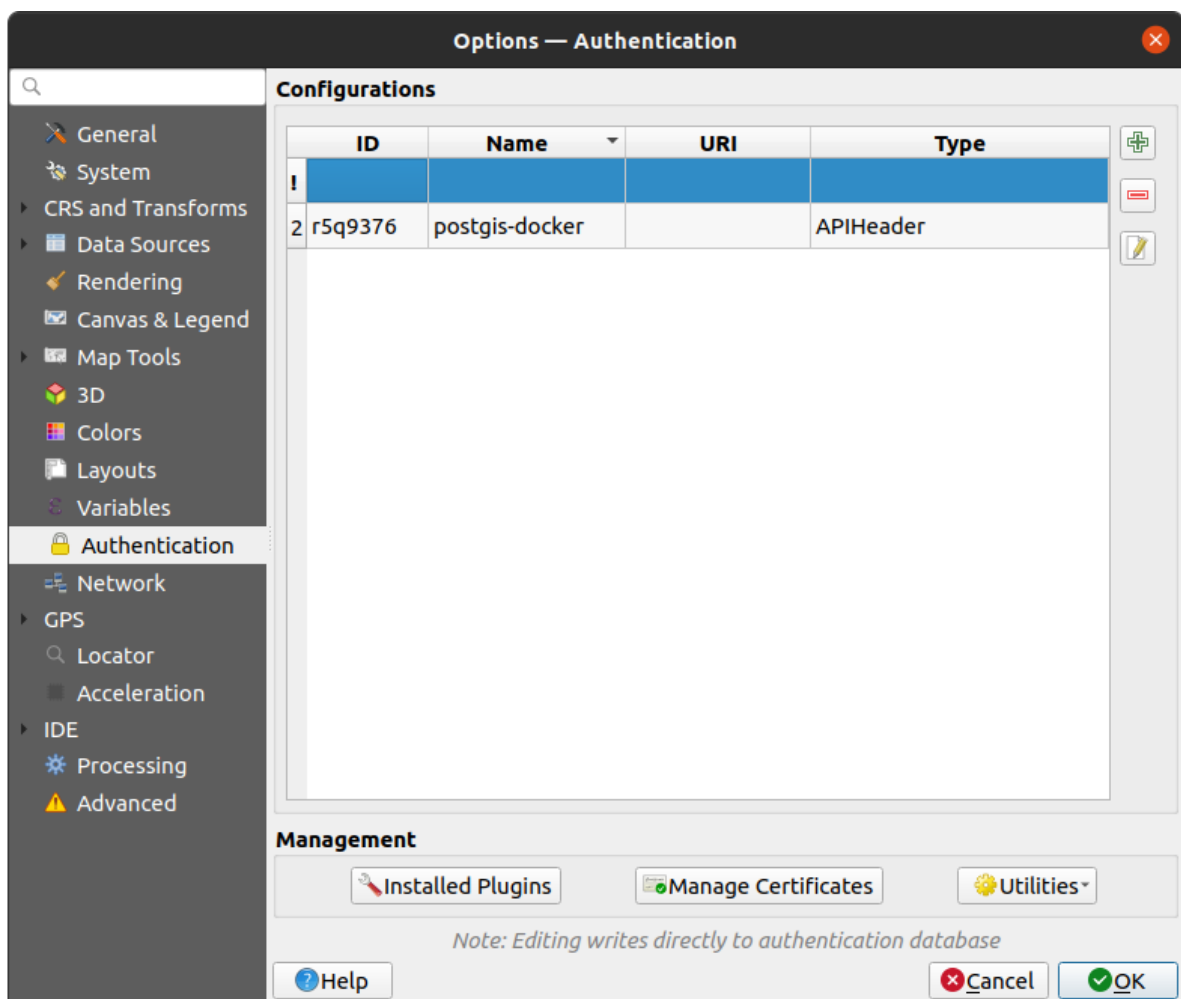 Options — Authentication
General
System
CRS and Transforms
Data Sources
Rendering
Canvas & Legend
Map Tools
3D
Colors
Layouts
Variables
Authentication
Network
GPS
Locator
Acceleration
IDE
Processing
Advanced
Configurations
ID Name URI Type
!
2 r5q9376 postgis-docker APIHeader
Management
Installed Plugins Manage Certificates Utilities
Note: Editing writes directly to authentication database
Help Cancel OK